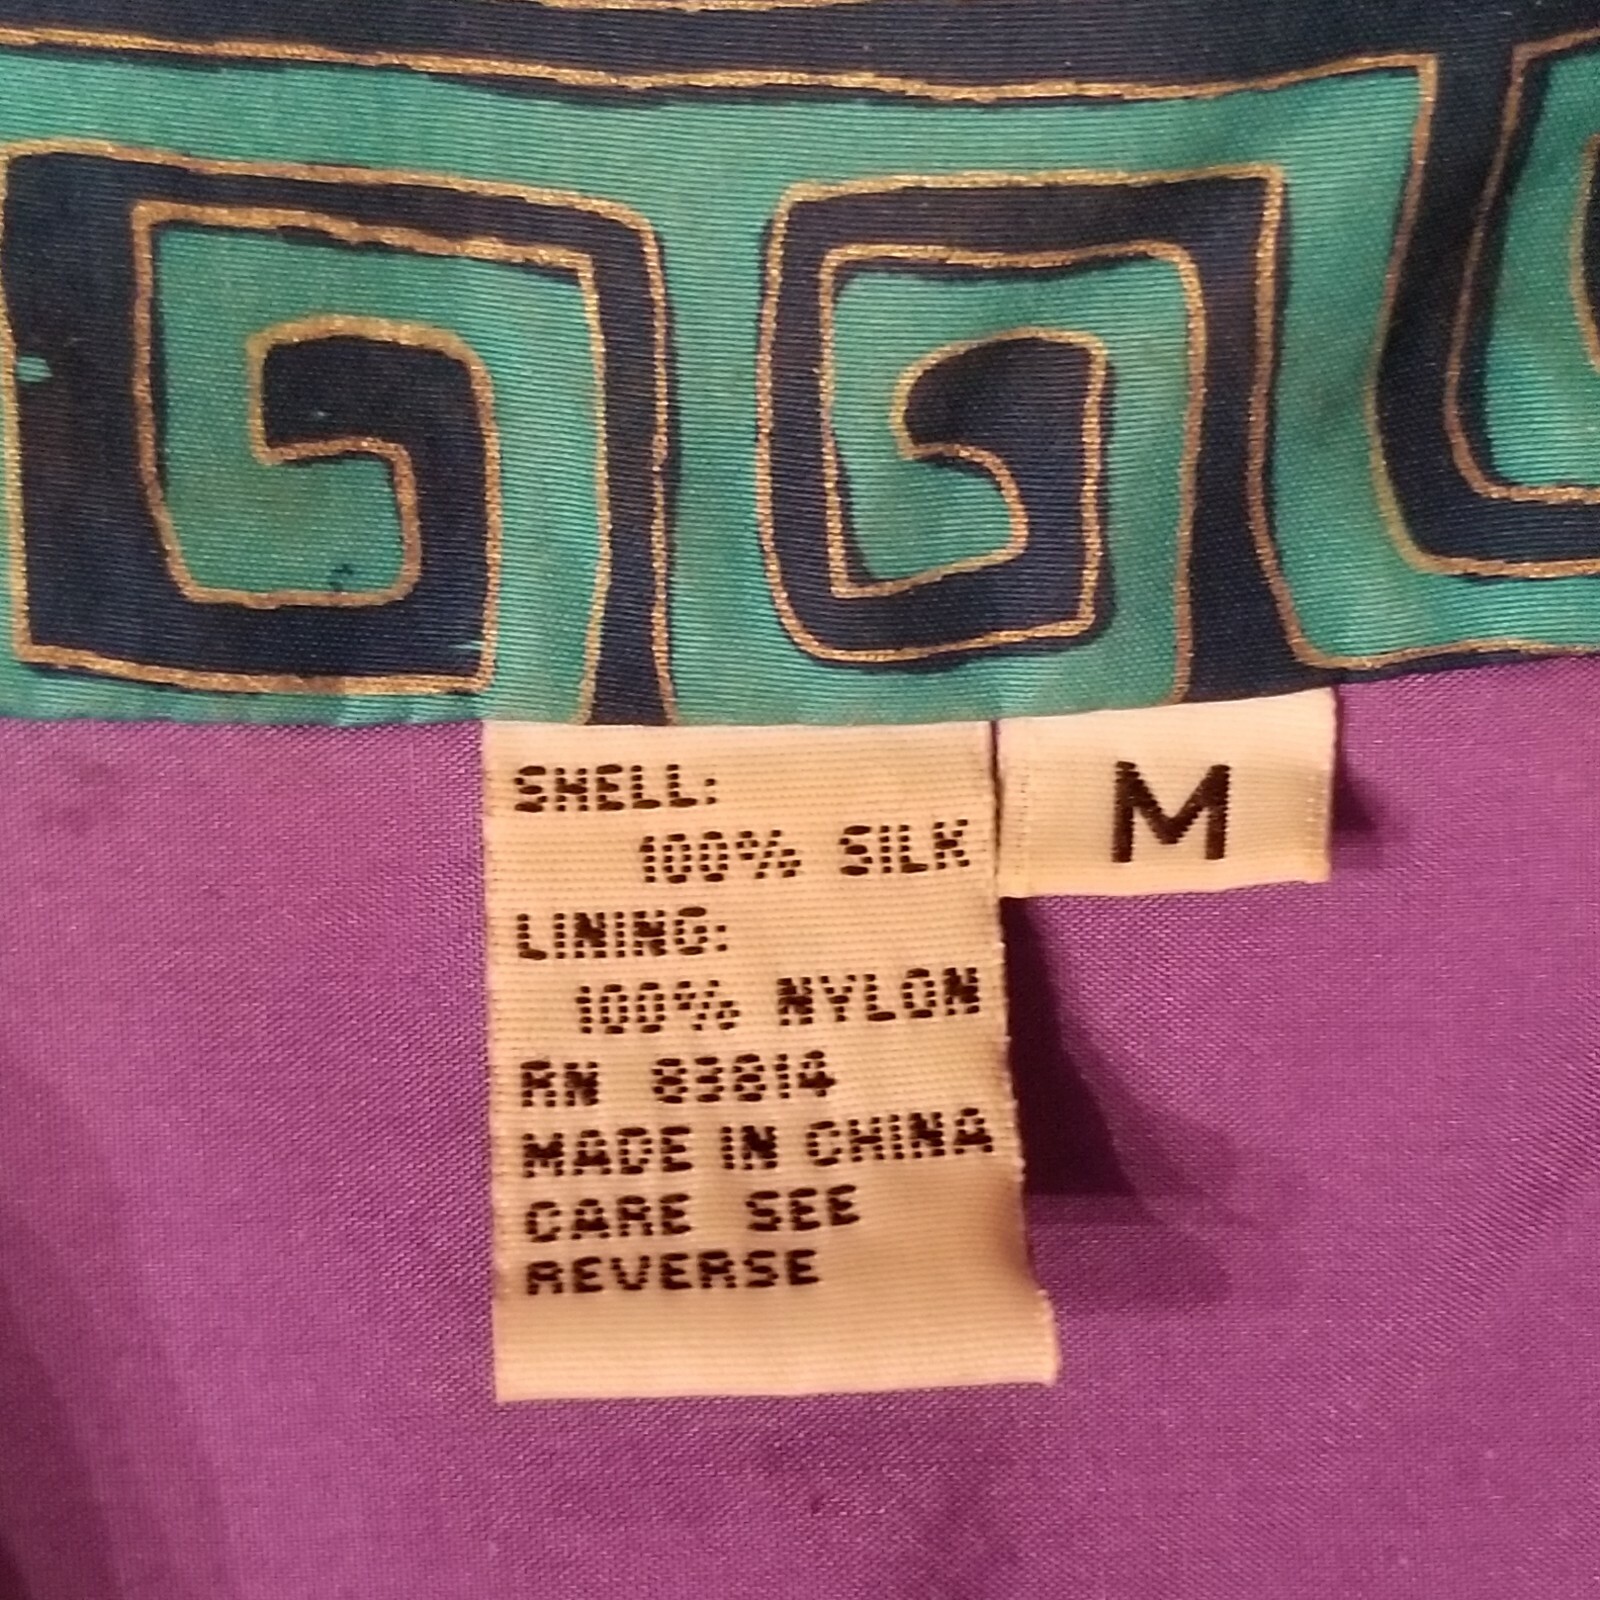 SHELL:
100% SILK
LINING:
100% NYLON
RN 83814
MADE IN CHINA
CARE SEE
REVERSE
M